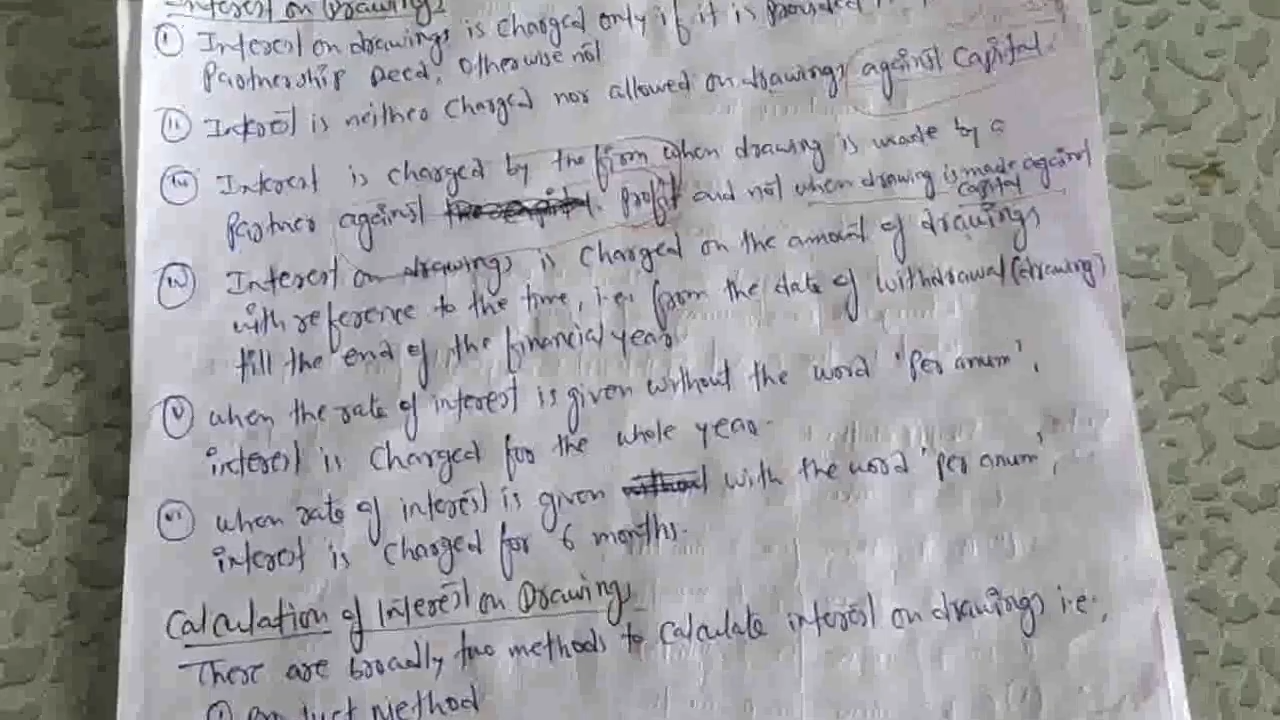 Interest on Drawings
① Interest on drawings is charged only if it is provided
Partnership Deed, Otherwise not
ⅱ Interest is neither charged nor allowed on drawings against Capital.
ⅲ Interest is charged by the firm when drawing is made by a
Partner against Profit and not when drawing is made against
capital
ⅳ Interest on drawings is charged on the amount of drawings
with reference to the time, i.e. from the date of withdrawal (drawing)
till the end of the financial year
ⅴ when the rate of interest is given without the word 'Per anum',
interest is charged for the whole year.
ⅵ when rate of interest is given with the word 'per anum',
interest is charged for 6 months.
Calculation of Interest on Drawings
There are broadly two methods to calculate interest on drawings i.e.,
① Product Method